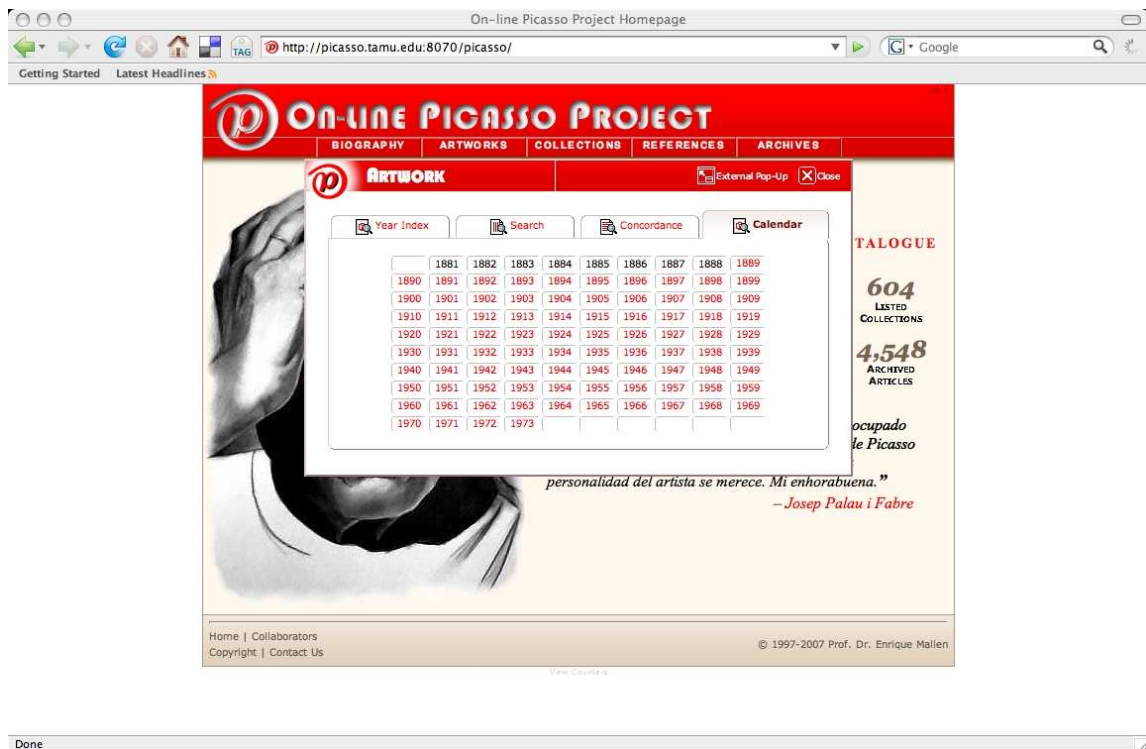 On-line Picasso Project Homepage
TAG http://picasso.tamu.edu:8070/picasso/ G Google
Getting Started Latest Headlines
p ON-LINE PICASSO PROJECT
BIOGRAPHY ARTWORKS COLLECTIONS REFERENCES ARCHIVES
p ARTWORK External Pop-Up Close
Year Index Search Concordance Calendar
1881 1882 1883 1884 1885 1886 1887 1888 1889
1890 1891 1892 1893 1894 1895 1896 1897 1898 1899
1900 1901 1902 1903 1904 1905 1906 1907 1908 1909
1910 1911 1912 1913 1914 1915 1916 1917 1918 1919
1920 1921 1922 1923 1924 1925 1926 1927 1928 1929
1930 1931 1932 1933 1934 1935 1936 1937 1938 1939
1940 1941 1942 1943 1944 1945 1946 1947 1948 1949
1950 1951 1952 1953 1954 1955 1956 1957 1958 1959
1960 1961 1962 1963 1964 1965 1966 1967 1968 1969
1970 1971 1972 1973
TALOGUE
604
LISTED
COLLECTIONS
4,548
ARCHIVED
ARTICLES
ocupado
de Picasso
personalidad del artista se merece. Mi enhorabuena.”
– Josep Palau i Fabre
Home | Collaborators
Copyright | Contact Us
© 1997-2007 Prof. Dr. Enrique Mallen
View Counters
Done